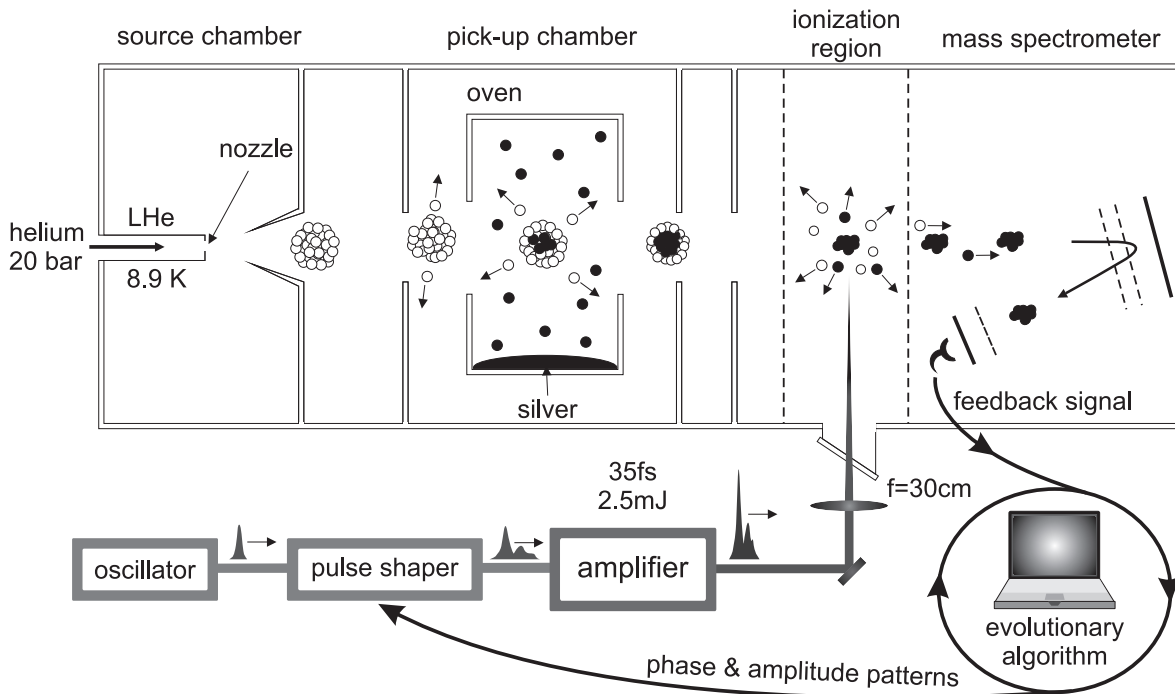 source chamber
pick-up chamber
ionization
region
mass spectrometer
oven
nozzle
LHe
helium
20 bar
8.9 K
silver
feedback signal
35fs
2.5mJ
f=30cm
oscillator
pulse shaper
amplifier
evolutionary
algorithm
phase & amplitude patterns